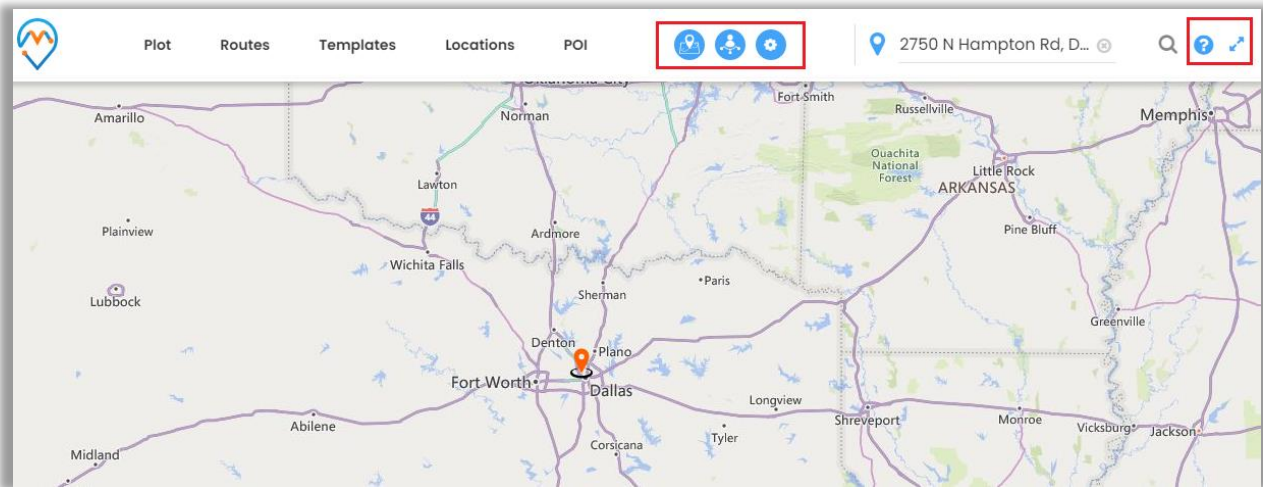 Plot Routes Templates Locations POI 2750 N Hampton Rd, D...
Oklahoma City
Fort Smith
Amarillo
Norman
Russellville
Memphis
Ouachita
National
Forest
Little Rock
ARKANSAS
Lawton
44
Plainview
Ardmore
Pine Bluff
Wichita Falls
Paris
Lubbock
Sherman
Greenville
Denton
Plano
Fort Worth
Dallas
Longview
Abilene
Shreveport
Monroe
Vicksburg
Jackson
Tyler
Corsicana
Midland